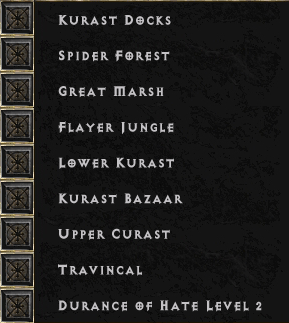 Kurast Docks
Spider Forest
Great Marsh
Flayer Jungle
Lower Kurast
Kurast Bazaar
Upper Curast
Travincal
Durance of Hate Level 2